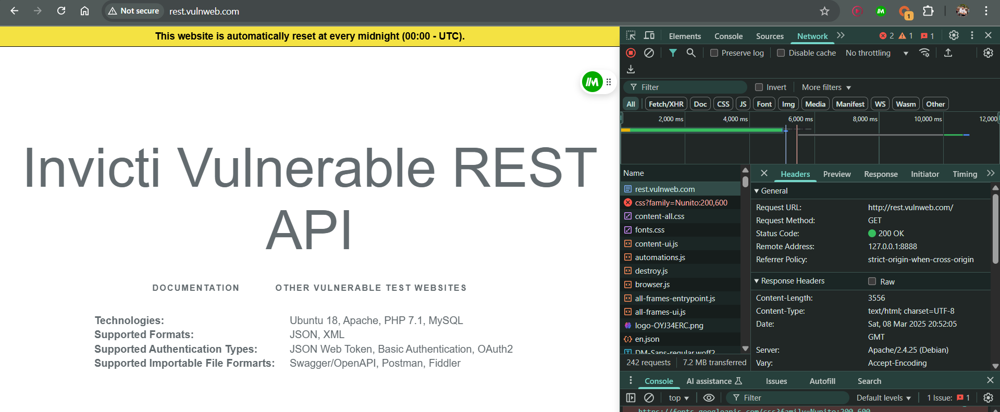 Not secure
rest.vulnweb.com
1
This website is automatically reset at every midnight (00:00 - UTC).
Invicti Vulnerable REST
API
DOCUMENTATION
OTHER VULNERABLE TEST WEBSITES
Technologies: Ubuntu 18, Apache, PHP 7.1, MySQL
Supported Formats: JSON, XML
Supported Authentication Types: JSON Web Token, Basic Authentication, OAuth2
Supported Importable File Formarts: Swagger/OpenAPI, Postman, Fiddler
Elements Console Sources Network 2 1 1
Preserve log Disable cache No throttling
Filter Invert More filters
All Fetch/XHR Doc CSS JS Font Img Media Manifest WS Wasm Other
2,000 ms 4,000 ms 6,000 ms 8,000 ms 10,000 ms 12,000
Name
rest.vulnweb.com
css?family=Nunito:200,600
content-all.css
fonts.css
content-ui.js
automations.js
destroy.js
browser.js
all-frames-entrypoint.js
all-frames-ui.js
logo-OYJ34ERC.png
en.json
DM-Sans-regular.woff2
242 requests 7.2 MB transferred
Headers Preview Response Initiator Timing
General
Request URL: http://rest.vulnweb.com/
Request Method: GET
Status Code: 200 OK
Remote Address: 127.0.0.1:8888
Referrer Policy: strict-origin-when-cross-origin
Response Headers Raw
Content-Length: 3556
Content-Type: text/html; charset=UTF-8
Date: Sat, 08 Mar 2025 20:52:05
GMT
Server: Apache/2.4.25 (Debian)
Vary: Accept-Encoding
Console AI assistance Issues Autofill Search
top Filter Default levels 1 Issue: 1
https://fonts.googleapis.com/css?family=Nunito:200,600